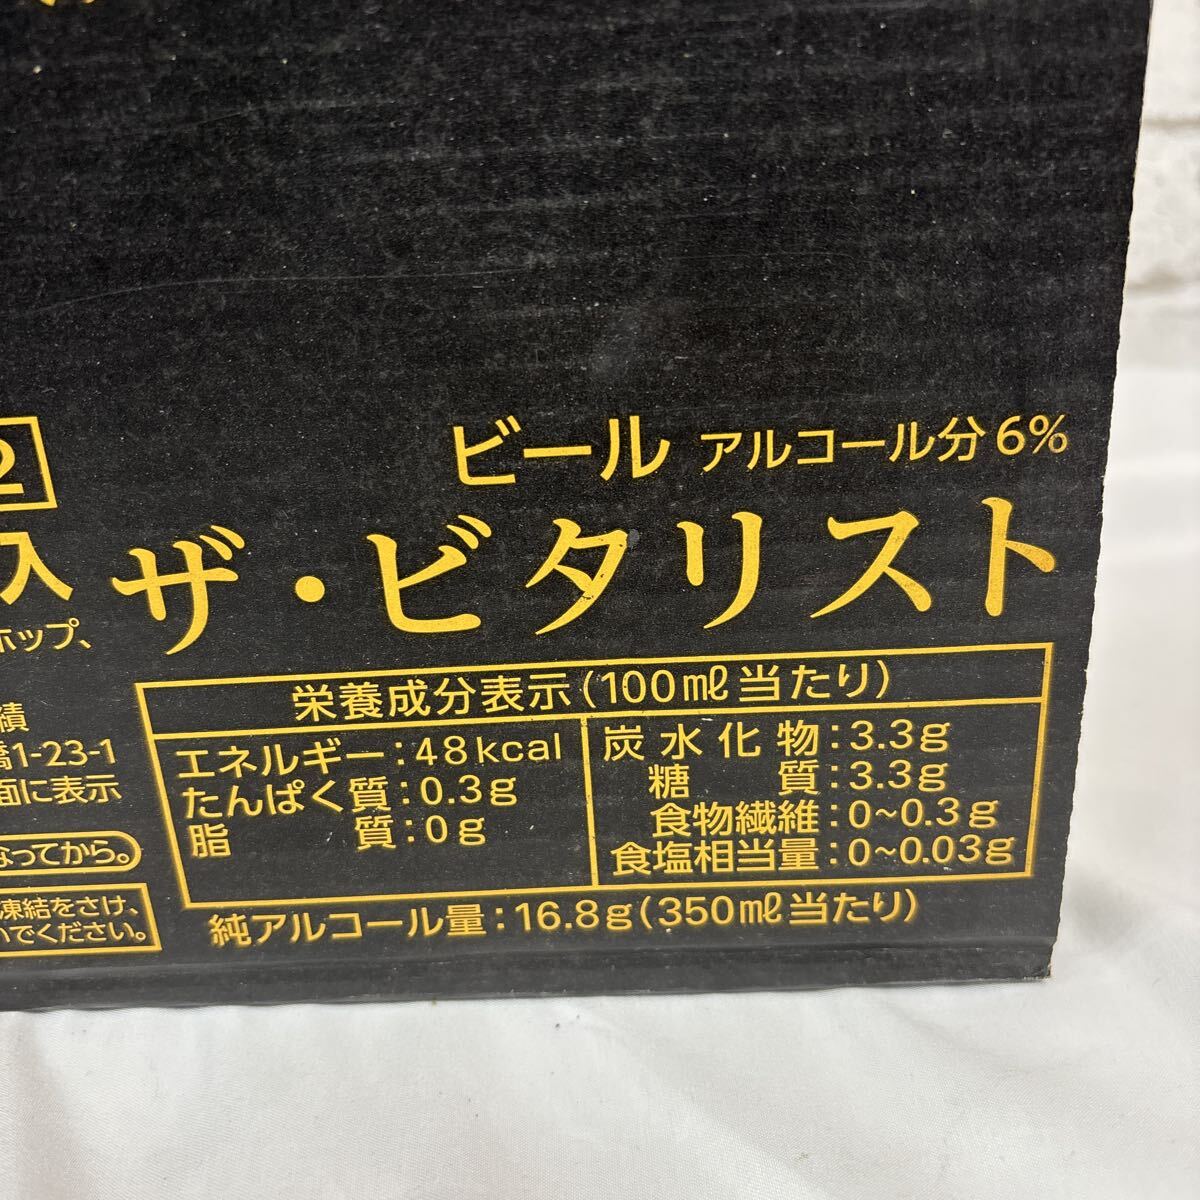 2
入
ホップ、
績
橋1-23-1
面に表示
なってから。
凍結をさけ、
いでください。
ビール アルコール分6%
ザ・ビタリスト
栄養成分表示(100㎖当たり)
エネルギー:48kcal
たんぱく質:0.3g
脂 質:0g
炭水化物:3.3g
糖 質:3.3g
食物繊維:0~0.3g
食塩相当量:0~0.03g
純アルコール量:16.8g(350㎖当たり)